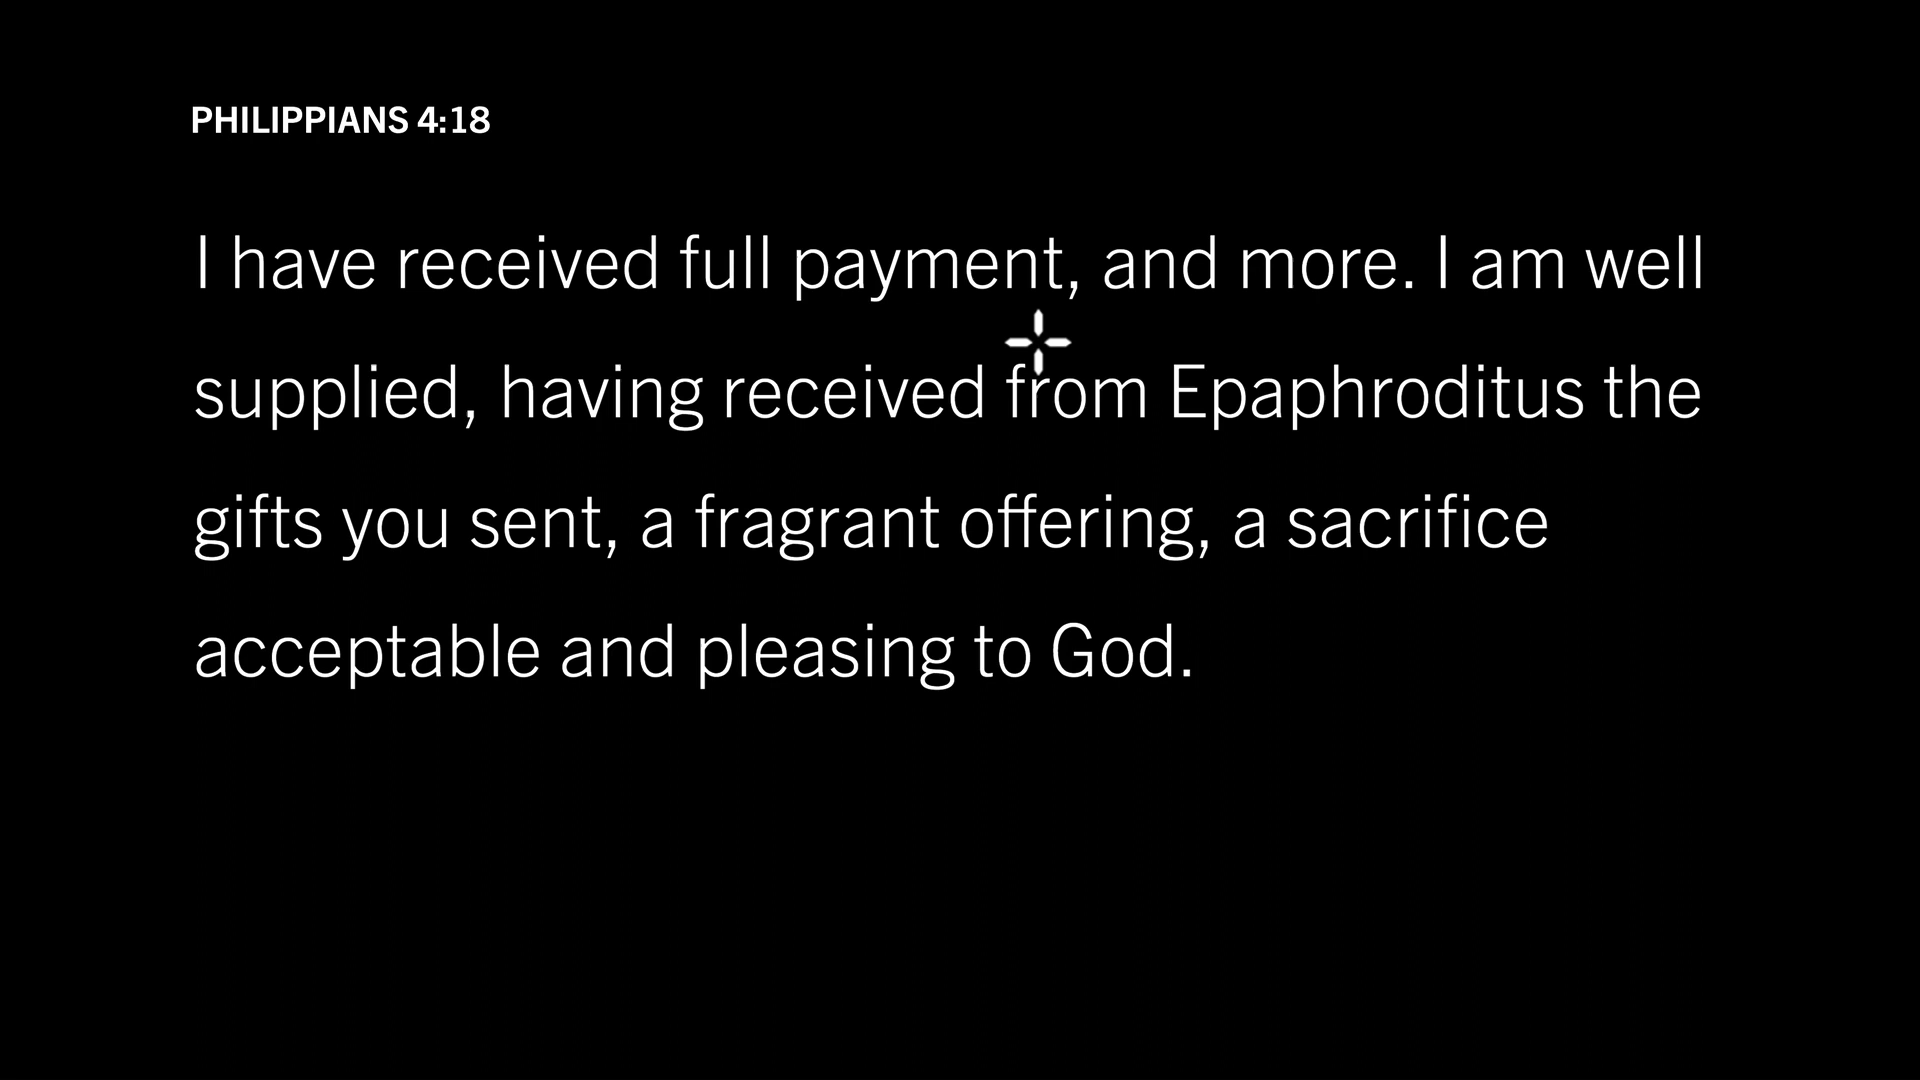 PHILIPPIANS 4:18
I have received full payment, and more. I am well
supplied, having received from Epaphroditus the
gifts you sent, a fragrant offering, a sacrifice
acceptable and pleasing to God.